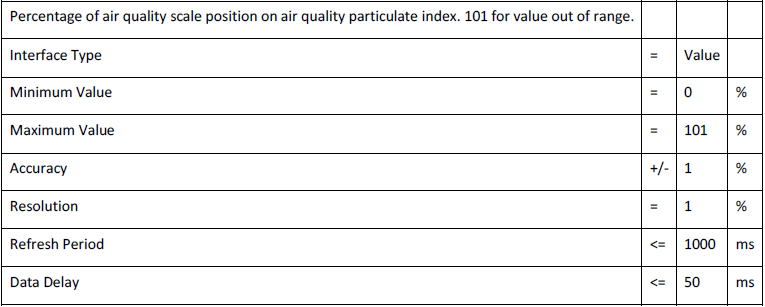 Percentage of air quality scale position on air quality particulate index. 101 for value out of range.
Interface Type = Value
Minimum Value = 0 %
Maximum Value = 101 %
Accuracy +/- 1 %
Resolution = 1 %
Refresh Period <= 1000 ms
Data Delay <= 50 ms